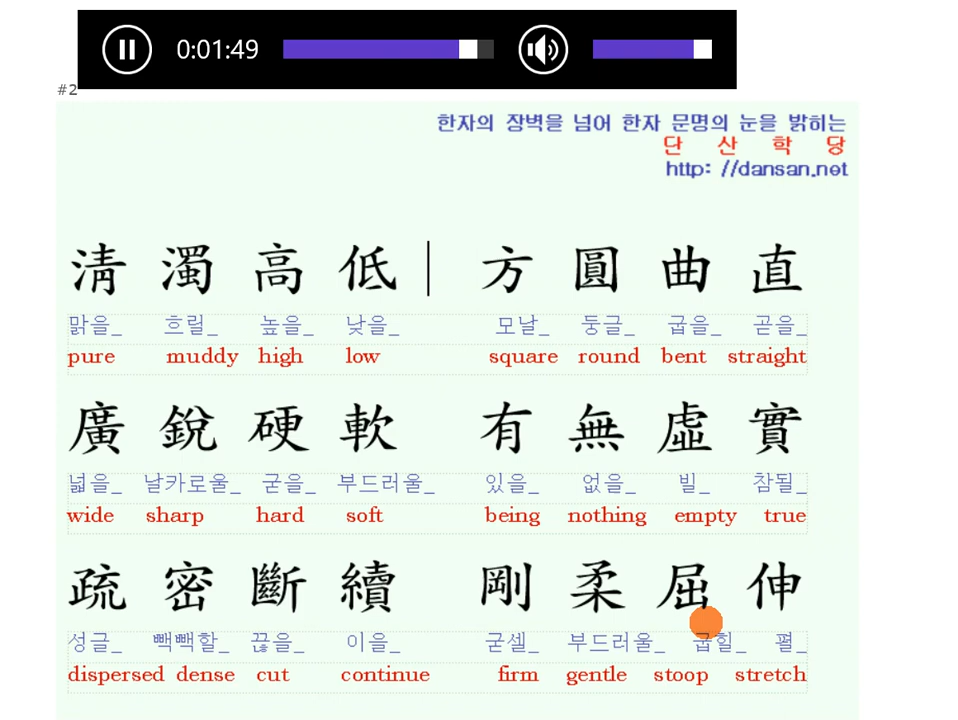 0:01:49
#2
한자의 장벽을 넘어 한자 문명의 눈을 밝히는
단 산 학 당
http: //dansan.net
淸 濁 高 低 方 圓 曲 直
맑을_ 흐릴_ 높을_ 낮을_ 모날_ 둥글_ 굽을_ 곧을_
pure muddy high low square round bent straight
廣 銳 硬 軟 有 無 虛 實
넓을_ 날카로울_ 굳을_ 부드러울_ 있을_ 없을_ 빌_ 참될_
wide sharp hard soft being nothing empty true
疏 密 斷 續 剛 柔 屈 伸
성글_ 빽빽할_ 끊을_ 이을_ 굳셀_ 부드러울_ 굽힐_ 펼_
dispersed dense cut continue firm gentle stoop stretch